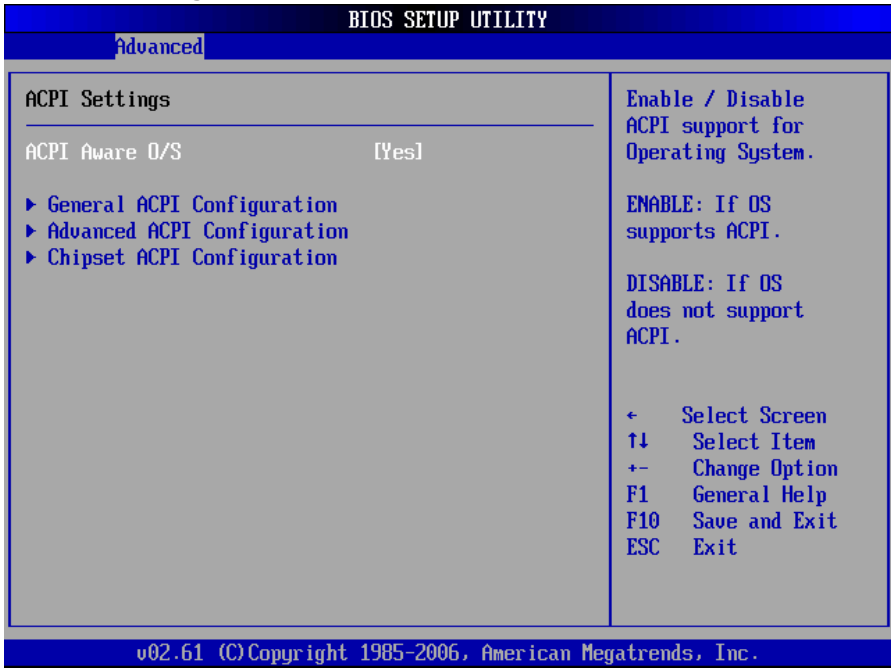 BIOS SETUP UTILITY
Advanced
ACPI Settings
ACPI Aware O/S [Yes]
▶ General ACPI Configuration
▶ Advanced ACPI Configuration
▶ Chipset ACPI Configuration
Enable / Disable
ACPI support for
Operating System.
ENABLE: If OS
supports ACPI.
DISABLE: If OS
does not support
ACPI.
← Select Screen
↑↓ Select Item
+- Change Option
F1 General Help
F10 Save and Exit
ESC Exit
v02.61 (C)Copyright 1985-2006, American Megatrends, Inc.